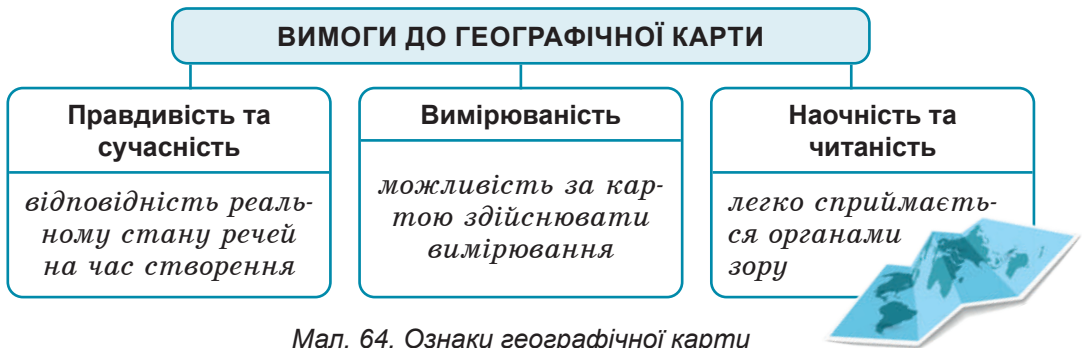 ВИМОГИ ДО ГЕОГРАФІЧНОЇ КАРТИ
Правдивість та
сучасність
відповідність реаль-
ному стану речей
на час створення
Вимірюваність
можливість за кар-
тою здійснювати
вимірювання
Наочність та
читаність
легко сприймаєть-
ся органами
зору
Мал. 64. Ознаки географічної карти